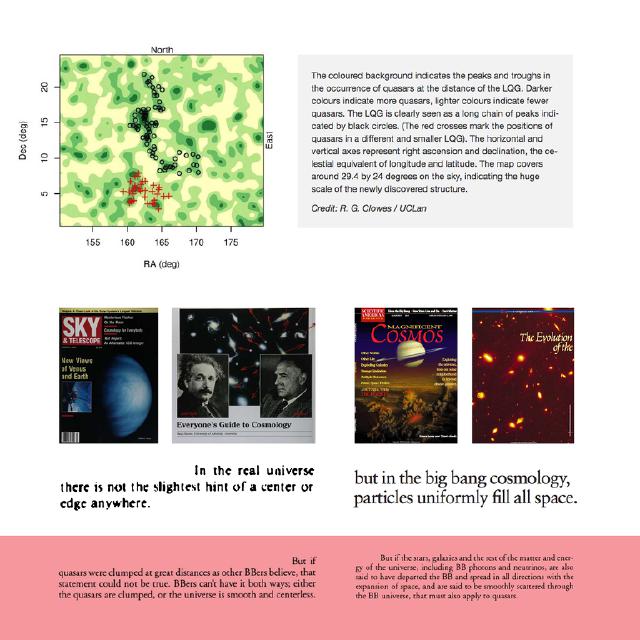 North
East
Dec (deg)
20
15
10
5
155 160 165 170 175
RA (deg)
The coloured background indicates the peaks and troughs in
the occurrence of quasars at the distance of the LQG. Darker
colours indicate more quasars, lighter colours indicate fewer
quasars. The LQG is clearly seen as a long chain of peaks indi-
cated by black circles. (The red crosses mark the positions of
quasars in a different and smaller LQG). The horizontal and
vertical axes represent right ascension and declination, the ce-
lestial equivalent of longitude and latitude. The map covers
around 29.4 by 24 degrees on the sky, indicating the huge
scale of the newly discovered structure.
Credit: R. G. Clowes / UCLan
SKY
& TELESCOPE
New Views
of Venus
and Earth
Cosmology for Everybody
Everyone's Guide to Cosmology
SCIENTIFIC
AMERICAN
MAGNIFICENT
COSMOS
The Evolution
of the
In the real universe
there is not the slightest hint of a center or
edge anywhere.
but in the big bang cosmology,
particles uniformly fill all space.
But if
quasars were clumped at great distances as other BBers believe, that
statement could not be true. BBers can't have it both ways; either
the quasars are clumped, or the universe is smooth and centerless.
But if the stars, galaxies and the rest of the matter and ener-
gy of the universe, including BB photons and neutrinos, are also
said to have departed the BB and spread in all directions with the
expansion of space, and are said to be smoothly scattered through
the BB universe, that must also apply to quasars.